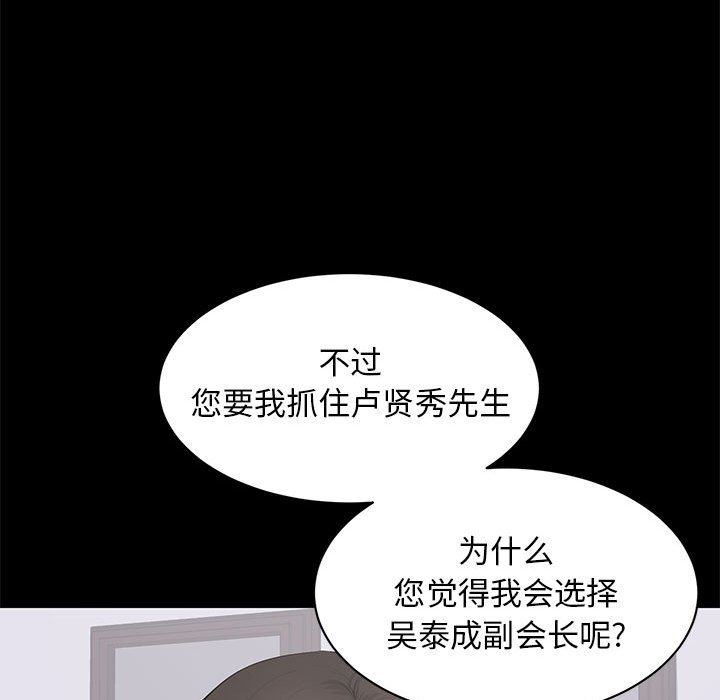 不过
您要我抓住卢贤秀先生
为什么
您觉得我会选择
吴泰成副会长呢?